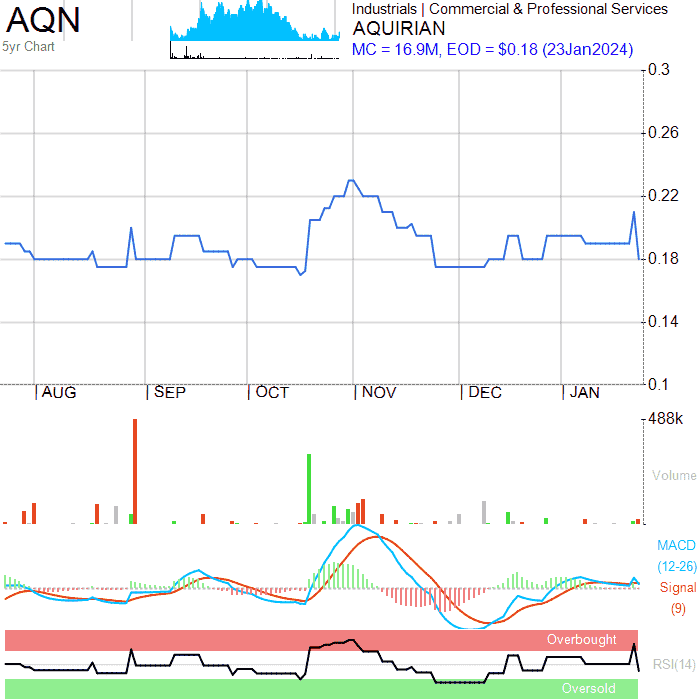 AQN
5yr Chart
Industrials | Commercial & Professional Services
AQUIRIAN
MC = 16.9M, EOD = $0.18 (23Jan2024)
0.3
0.26
0.22
0.18
0.14
0.1
AUG SEP OCT NOV DEC JAN
488k
Volume
MACD
(12-26)
Signal
(9)
Overbought
RSI(14)
Oversold